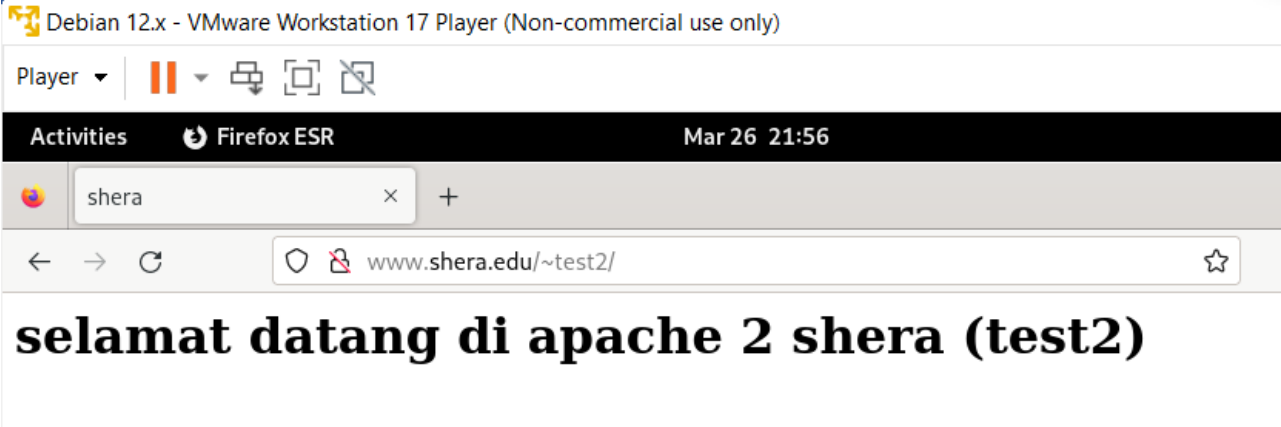 Debian 12.x - VMware Workstation 17 Player (Non-commercial use only)
Player
Activities Firefox ESR Mar 26 21:56
shera
www.shera.edu/~test2/
selamat datang di apache 2 shera (test2)